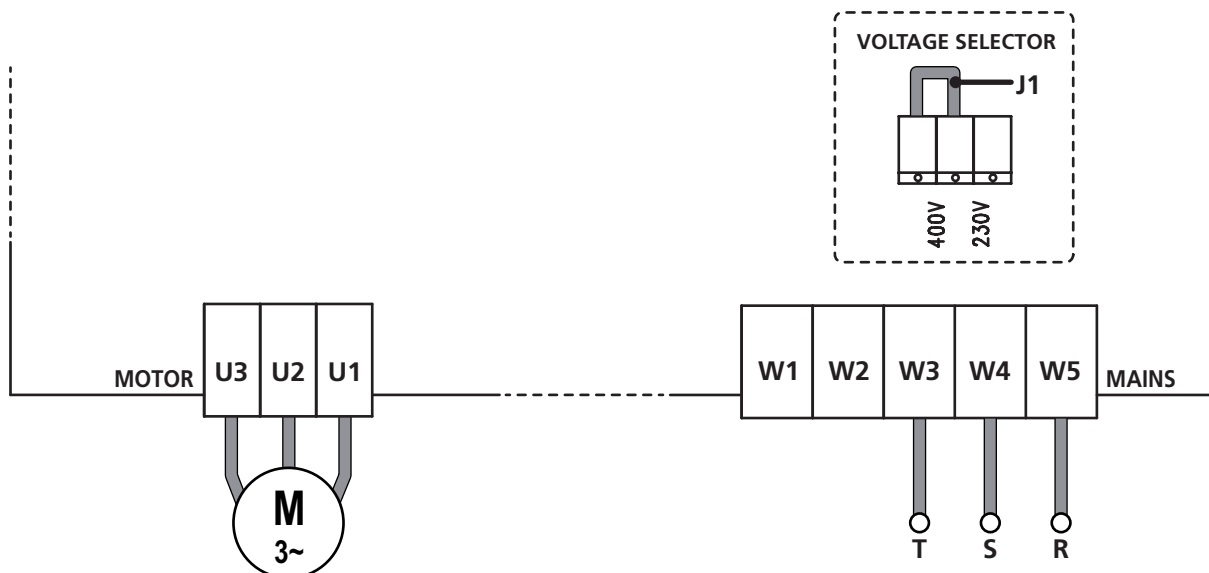 VOLTAGE SELECTOR
J1
400V
230V
MOTOR U3 U2 U1
W1 W2 W3 W4 W5 MAINS
M
3~
T S R